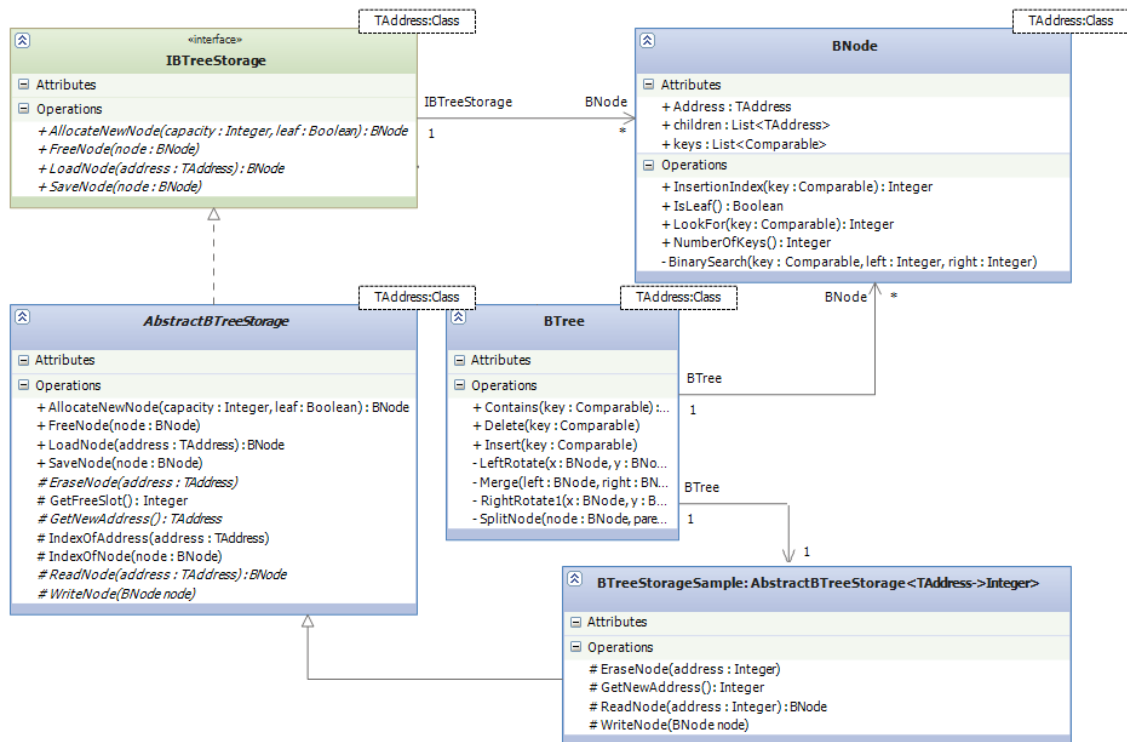 TAddress:Class
«interface»
IBTreeStorage
Attributes
Operations
+ AllocateNewNode(capacity : Integer, leaf : Boolean) : BNode
+ FreeNode(node : BNode)
+ LoadNode(address : TAddress) : BNode
+ SaveNode(node : BNode)
IBTreeStorage
BNode
1
*
TAddress:Class
BNode
Attributes
+ Address : TAddress
+ children : List<TAddress>
+ keys : List<Comparable>
Operations
+ InsertionIndex(key : Comparable) : Integer
+ IsLeaf() : Boolean
+ LookFor(key : Comparable) : Integer
+ NumberOfKeys() : Integer
- BinarySearch(key : Comparable, left : Integer, right : Integer)
TAddress:Class
AbstractBTreeStorage
Attributes
Operations
+ AllocateNewNode(capacity : Integer, leaf : Boolean) : BNode
+ FreeNode(node : BNode)
+ LoadNode(address : TAddress) : BNode
+ SaveNode(node : BNode)
# EraseNode(address : TAddress)
# GetFreeSlot() : Integer
# GetNewAddress() : TAddress
# IndexOfAddress(address : TAddress)
# IndexOfNode(node : BNode)
# ReadNode(address : TAddress) : BNode
# WriteNode(BNode node)
TAddress:Class
BTree
Attributes
Operations
+ Contains(key : Comparable) : ...
+ Delete(key : Comparable)
+ Insert(key : Comparable)
- LeftRotate(x : BNode, y : BNo...
- Merge(left : BNode, right : BN...
- RightRotate1(x : BNode, y : B...
- SplitNode(node : BNode, pare...
BNode
*
BTree
1
BTree
1
1
BTreeStorageSample: AbstractBTreeStorage<TAddress->Integer>
Attributes
Operations
# EraseNode(address : Integer)
# GetNewAddress() : Integer
# ReadNode(address : Integer) : BNode
# WriteNode(BNode node)